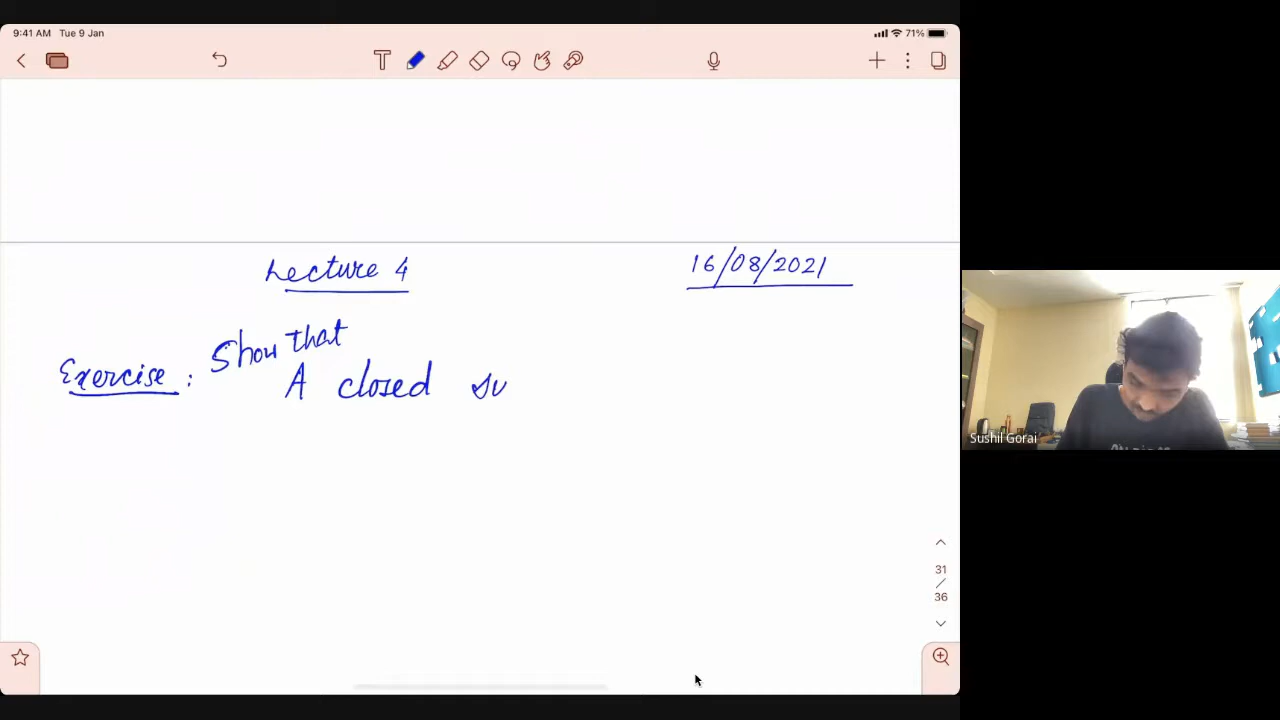 9:41 AM Tue 9 Jan
71%
Lecture 4
16/08/2021
Show that
Exercise :
A closed su
31
/
36
Sushil Gorai